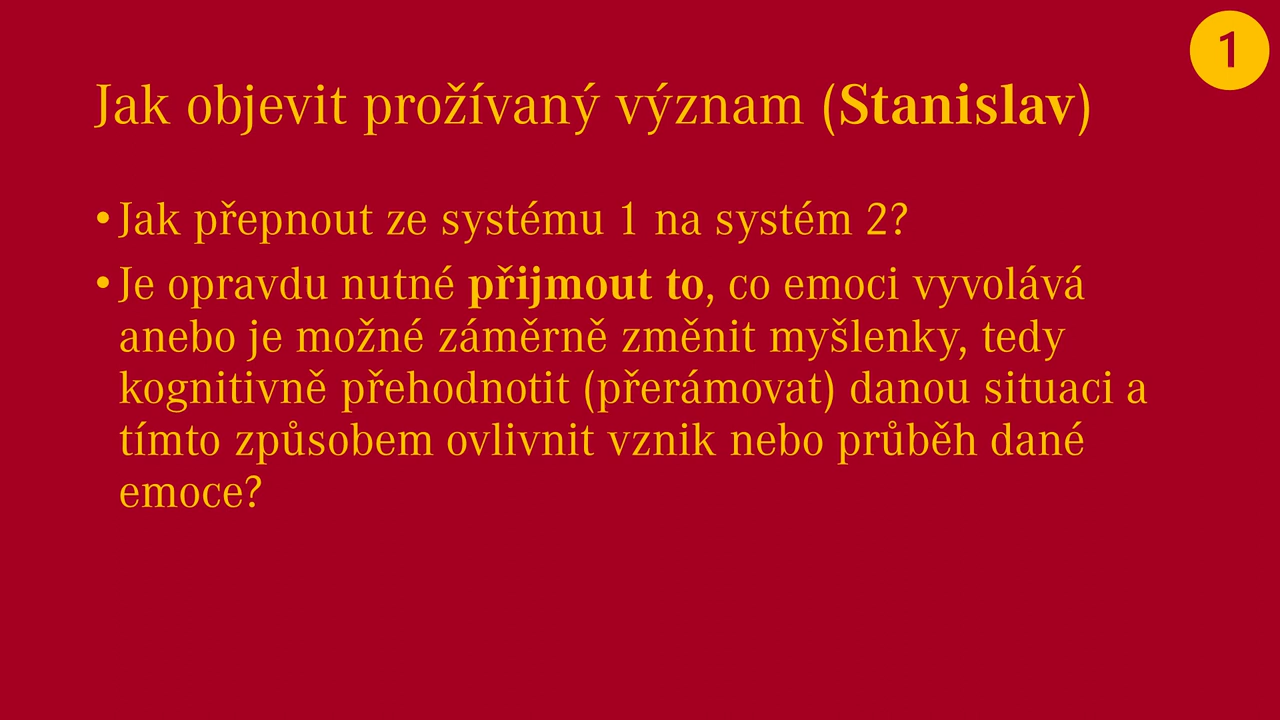 1
Jak objevit prožívaný význam (Stanislav)
•Jak přepnout ze systému 1 na systém 2?
•Je opravdu nutné přijmout to, co emoci vyvolává
anebo je možné záměrně změnit myšlenky, tedy
kognitivně přehodnotit (přerámovat) danou situaci a
tímto způsobem ovlivnit vznik nebo průběh dané
emoce?